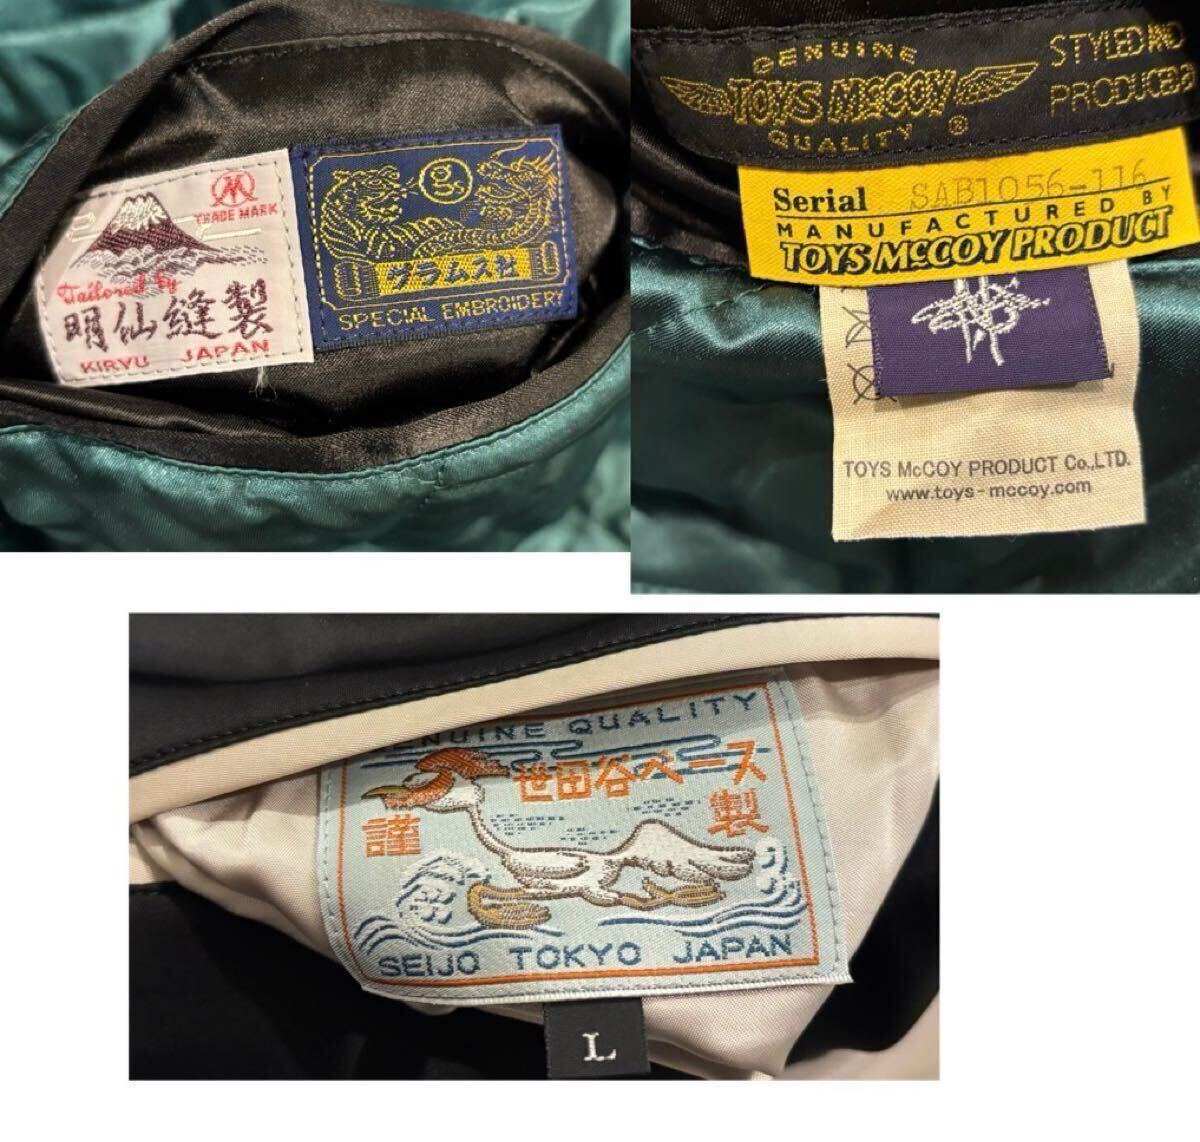 M
TRADE MARK
Tailored by
明仙縫製
KIRYU JAPAN
g
グラムス社
SPECIAL EMBROIDERY
GENUINE
TOYS McCOY
QUALITY ®
STYLED AND
PRODUCED
Serial SAB1056-116
MANUFACTURED BY
TOYS McCOY PRODUCT
TOYS McCOY PRODUCT Co.,LTD.
www.toys-mccoy.com
GENUINE QUALITY
世田谷ベース
謹製
SEIJO TOKYO JAPAN
L